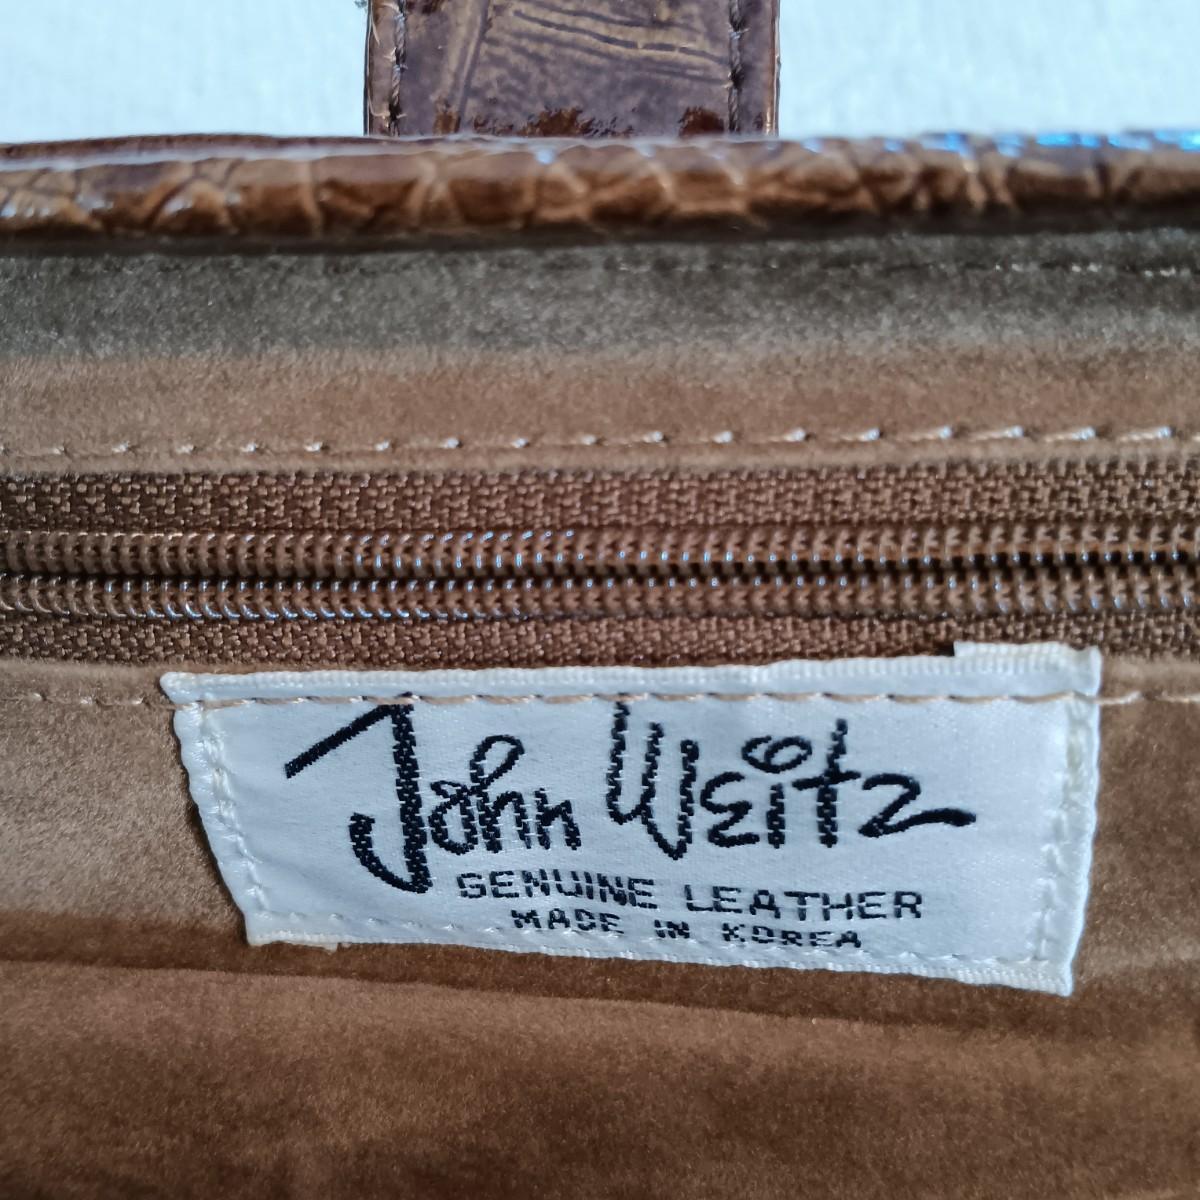 John Weitz
GENUINE LEATHER
MADE IN KOREA